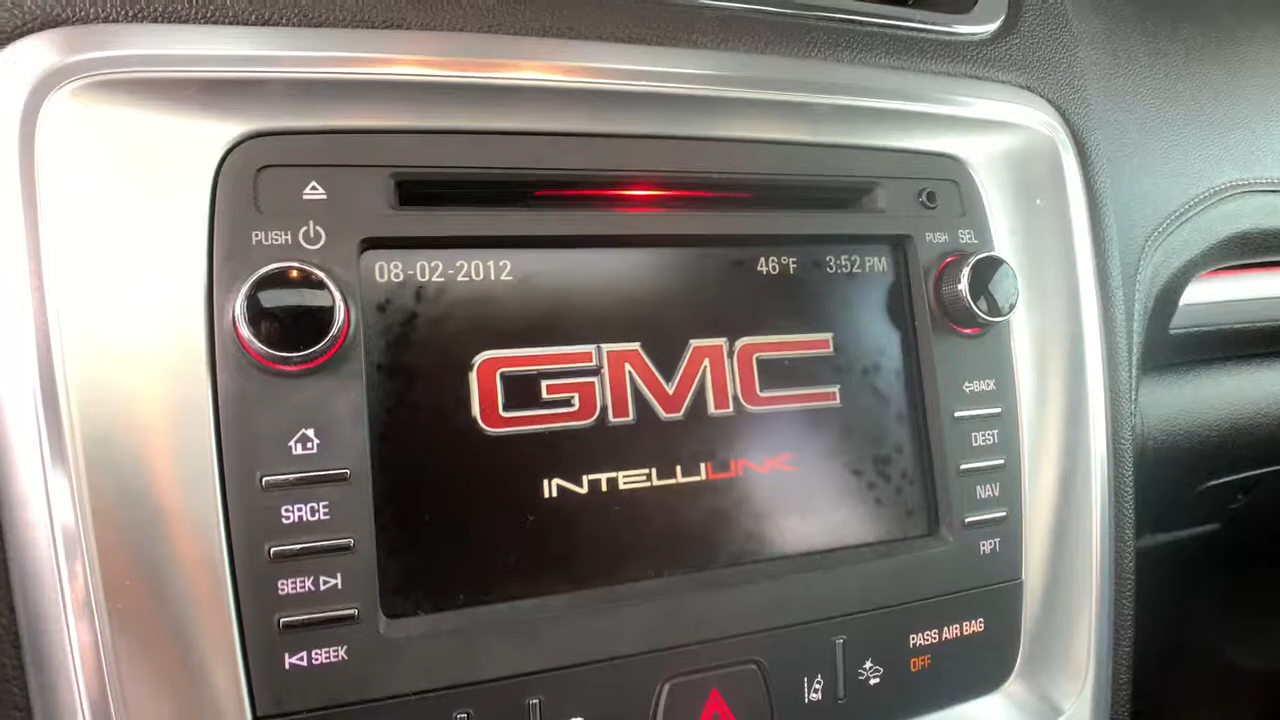 PUSH
PUSH SEL
08-02-2012 46°F 3:52 PM
GMC
INTELLILINK
BACK
DEST
NAV
RPT
SRCE
SEEK
SEEK
PASS AIR BAG
OFF